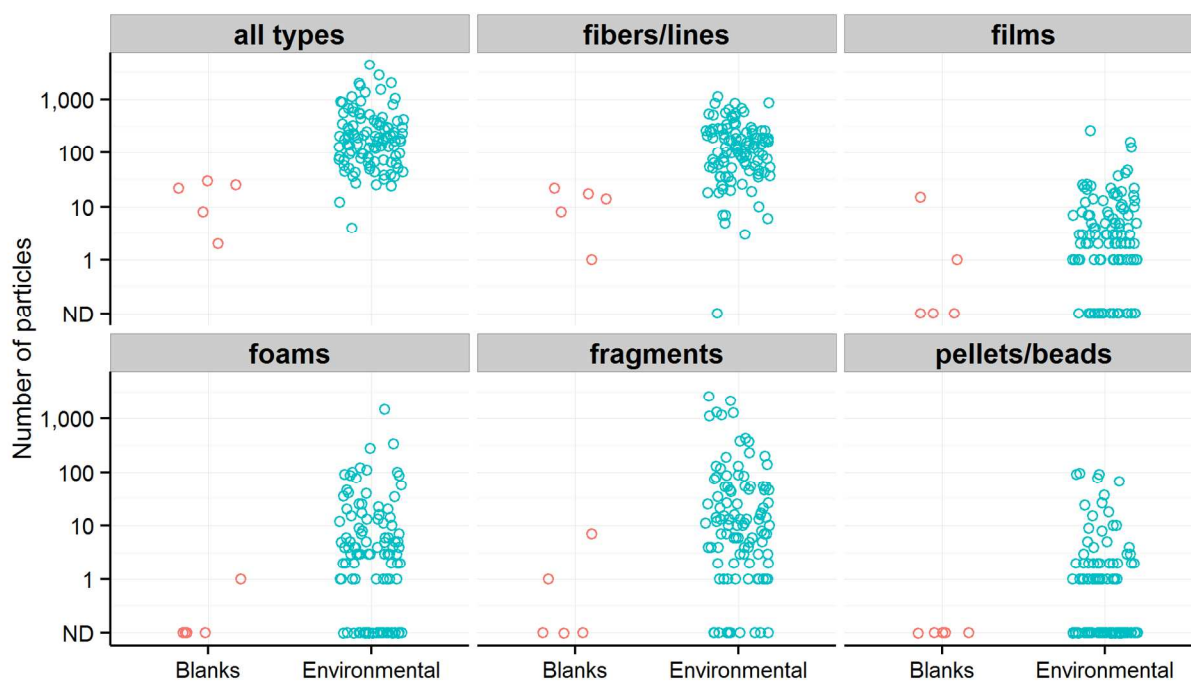 all types
fibers/lines
films
1,000
100
10
1
ND
Number of particles
foams
fragments
pellets/beads
1,000
100
10
1
ND
Blanks
Environmental
Blanks
Environmental
Blanks
Environmental